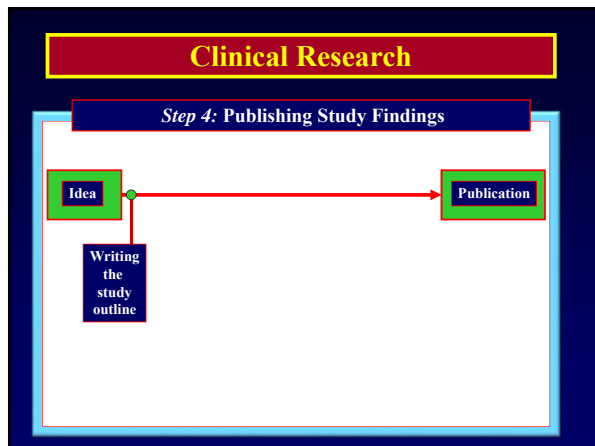 Clinical Research
Step 4: Publishing Study Findings
Idea
Publication
Writing
the
study
outline